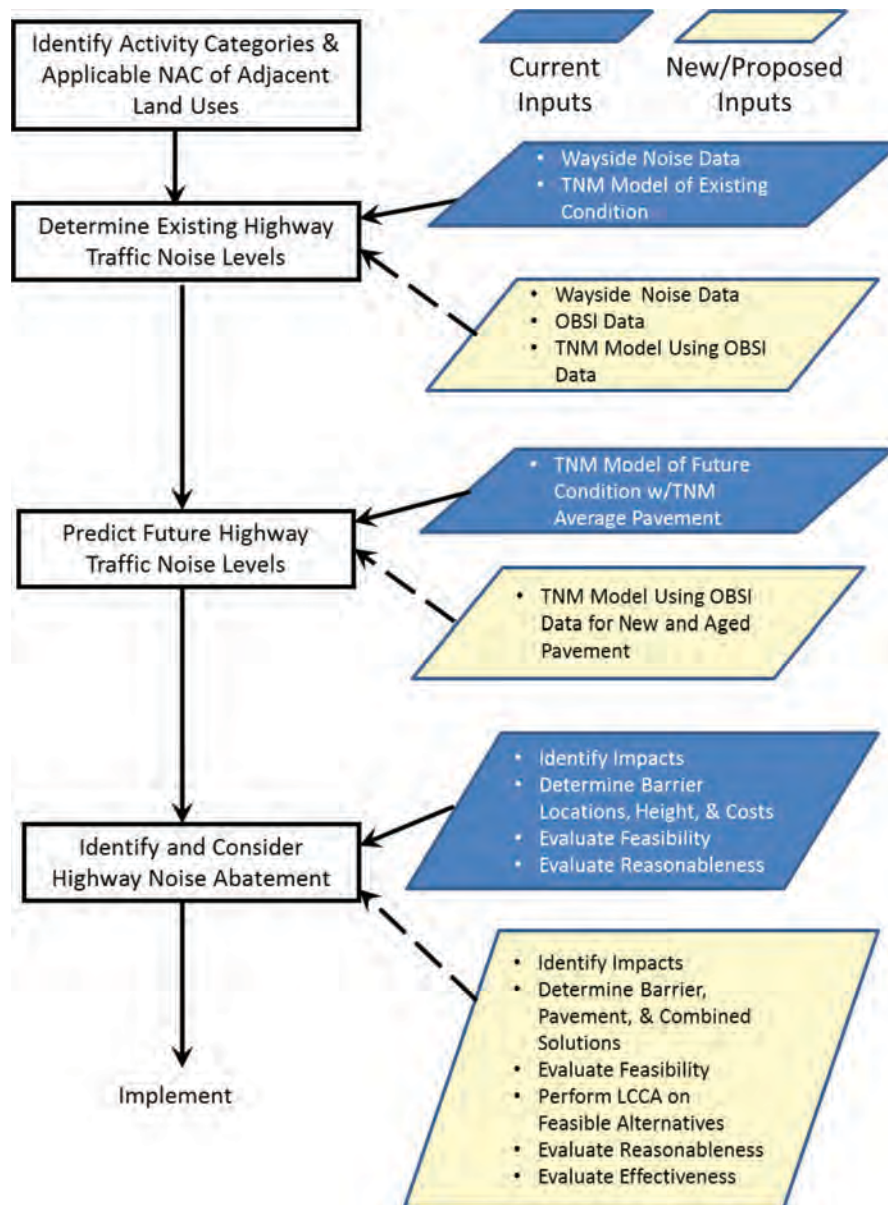 Identify Activity Categories &
Applicable NAC of Adjacent
Land Uses
Current
Inputs
New/Proposed
Inputs
• Wayside Noise Data
• TNM Model of Existing
Condition
Determine Existing Highway
Traffic Noise Levels
• Wayside Noise Data
• OBSI Data
• TNM Model Using OBSI
Data
• TNM Model of Future
Condition w/TNM
Average Pavement
Predict Future Highway
Traffic Noise Levels
• TNM Model Using OBSI
Data for New and Aged
Pavement
• Identify Impacts
• Determine Barrier
Locations, Height, & Costs
• Evaluate Feasibility
• Evaluate Reasonableness
Identify and Consider
Highway Noise Abatement
• Identify Impacts
• Determine Barrier,
Pavement, & Combined
Solutions
• Evaluate Feasibility
• Perform LCCA on
Feasible Alternatives
• Evaluate Reasonableness
• Evaluate Effectiveness
Implement